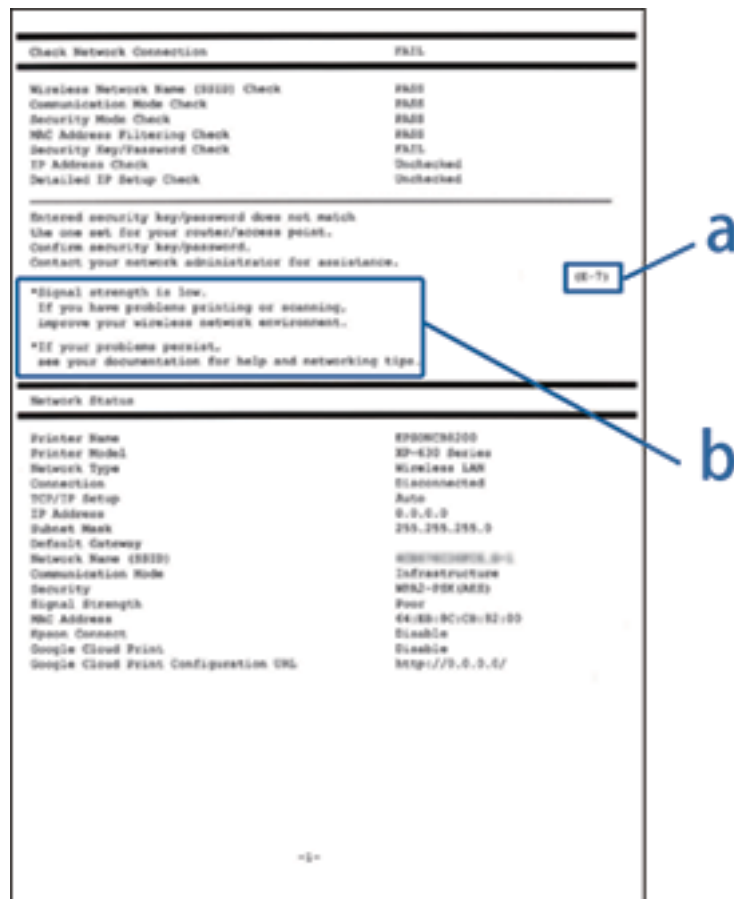 Check Network Connection FAIL
Wireless Network Name (SSID) Check PASS
Communication Mode Check PASS
Security Mode Check PASS
MAC Address Filtering Check PASS
Security Key/Password Check FAIL
IP Address Check Unchecked
Detailed IP Setup Check Unchecked
Entered security key/password does not match
the one set for your router/access point.
Confirm security key/password.
Contact your network administrator for assistance.
(E-7)
a
*Signal strength is low.
If you have problems printing or scanning,
improve your wireless network environment.
*If your problems persist,
see your documentation for help and networking tips.
b
Network Status
Printer Name
Printer Model XP-630 Series
Network Type Wireless LAN
Connection Disconnected
TCP/IP Setup Auto
IP Address 0.0.0.0
Subnet Mask 255.255.255.0
Default Gateway
Network Name (SSID)
Communication Mode Infrastructure
Security WPA2-PSK(AES)
Signal Strength Poor
MAC Address
Epson Connect Disable
Google Cloud Print Disable
Google Cloud Print Configuration URL http://0.0.0.0/
-1-